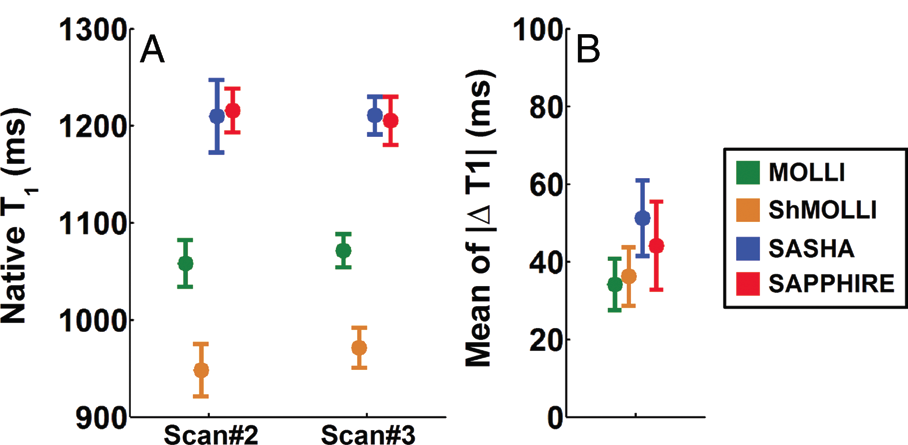 A
B
Native T1 (ms)
1300
1200
1100
1000
900
Scan#2
Scan#3
Mean of |Δ T1| (ms)
100
80
60
40
20
0
MOLLI
ShMOLLI
SASHA
SAPPHIRE